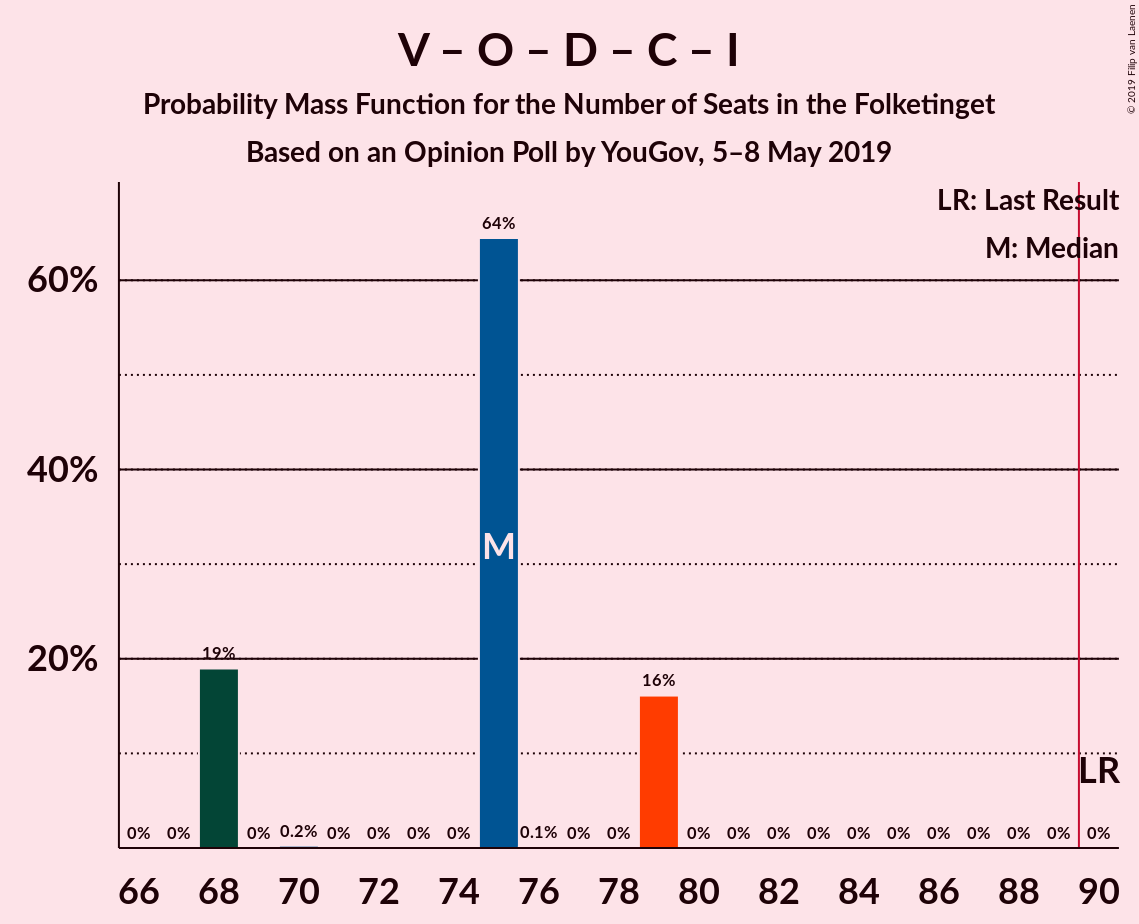 V – O – D – C – I
Probability Mass Function for the Number of Seats in the Folketinget
Based on an Opinion Poll by YouGov, 5–8 May 2019
© 2019 Filip van Laenen
LR: Last Result
M: Median
64%
60%
40%
M
19%
20%
16%
LR
0% 0% 0% 0.2% 0% 0% 0% 0% 0.1% 0% 0% 0% 0% 0% 0% 0% 0% 0% 0% 0% 0% 0%
66 68 70 72 74 76 78 80 82 84 86 88 90